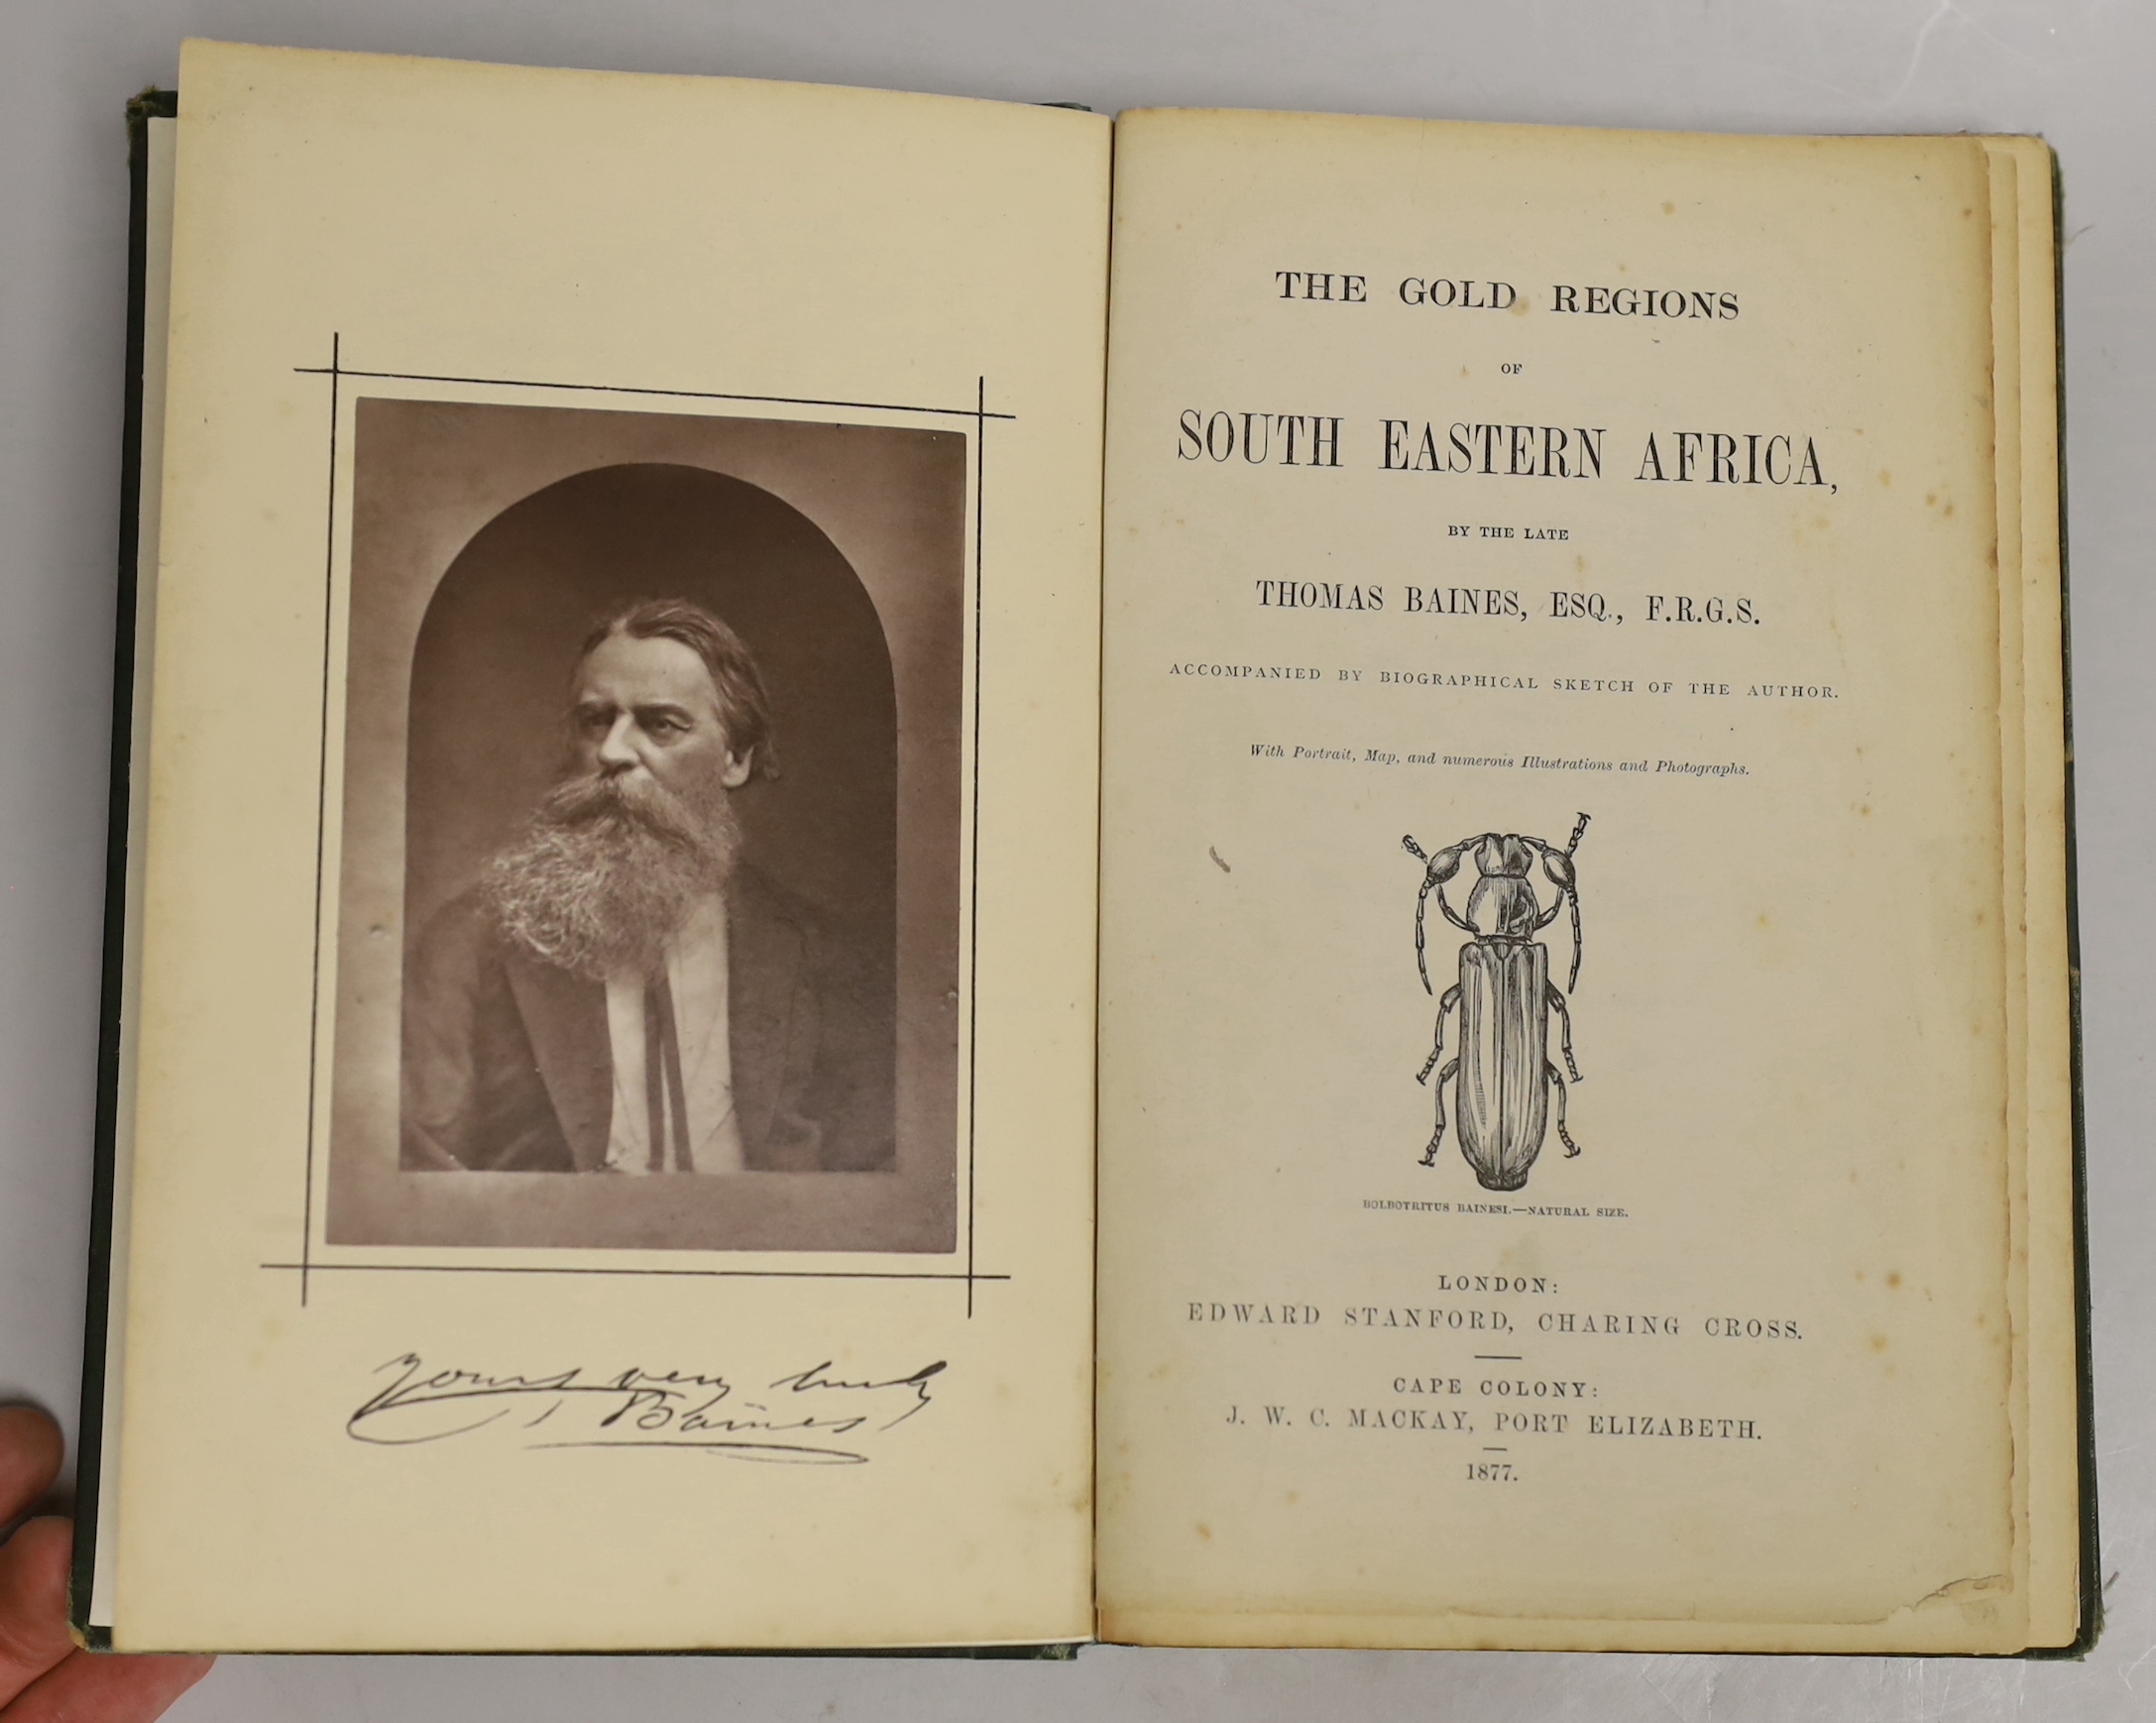 Yours very truly
T Baines
THE GOLD REGIONS
OF
SOUTH EASTERN AFRICA,
BY THE LATE
THOMAS BAINES, ESQ., F.R.G.S.
ACCOMPANIED BY BIOGRAPHICAL SKETCH OF THE AUTHOR.
With Portrait, Map, and numerous Illustrations and Photographs.
BOLBOTRITUS BAINESI.—NATURAL SIZE.
LONDON:
EDWARD STANFORD, CHARING CROSS.
CAPE COLONY:
J. W. C. MACKAY, PORT ELIZABETH.
1877.